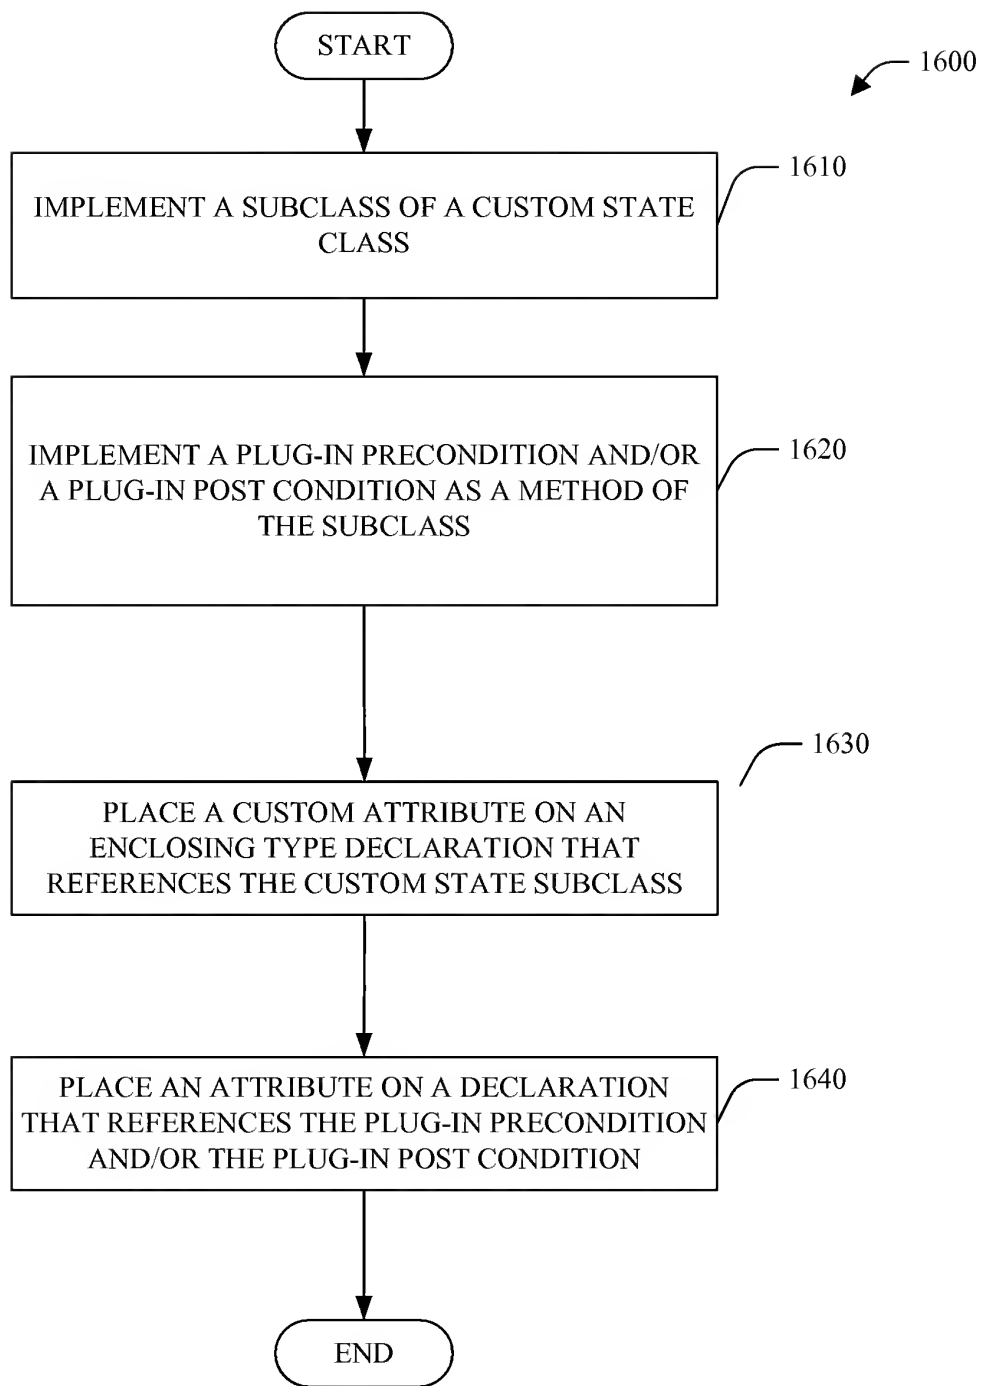 START
1600
1610
IMPLEMENT A SUBCLASS OF A CUSTOM STATE
CLASS
1620
IMPLEMENT A PLUG-IN PRECONDITION AND/OR
A PLUG-IN POST CONDITION AS A METHOD OF
THE SUBCLASS
1630
PLACE A CUSTOM ATTRIBUTE ON AN
ENCLOSING TYPE DECLARATION THAT
REFERENCES THE CUSTOM STATE SUBCLASS
1640
PLACE AN ATTRIBUTE ON A DECLARATION
THAT REFERENCES THE PLUG-IN PRECONDITION
AND/OR THE PLUG-IN POST CONDITION
END